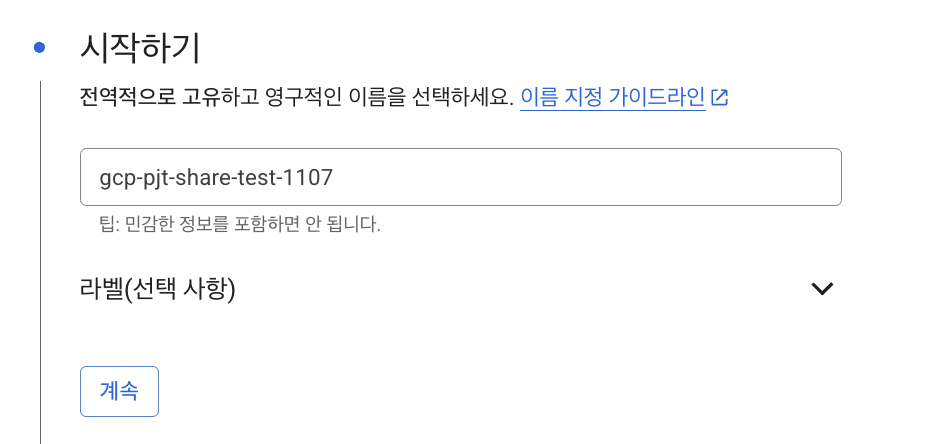 시작하기
전역적으로 고유하고 영구적인 이름을 선택하세요. 이름 지정 가이드라인
gcp-pjt-share-test-1107
팁: 민감한 정보를 포함하면 안 됩니다.
라벨(선택 사항)
계속